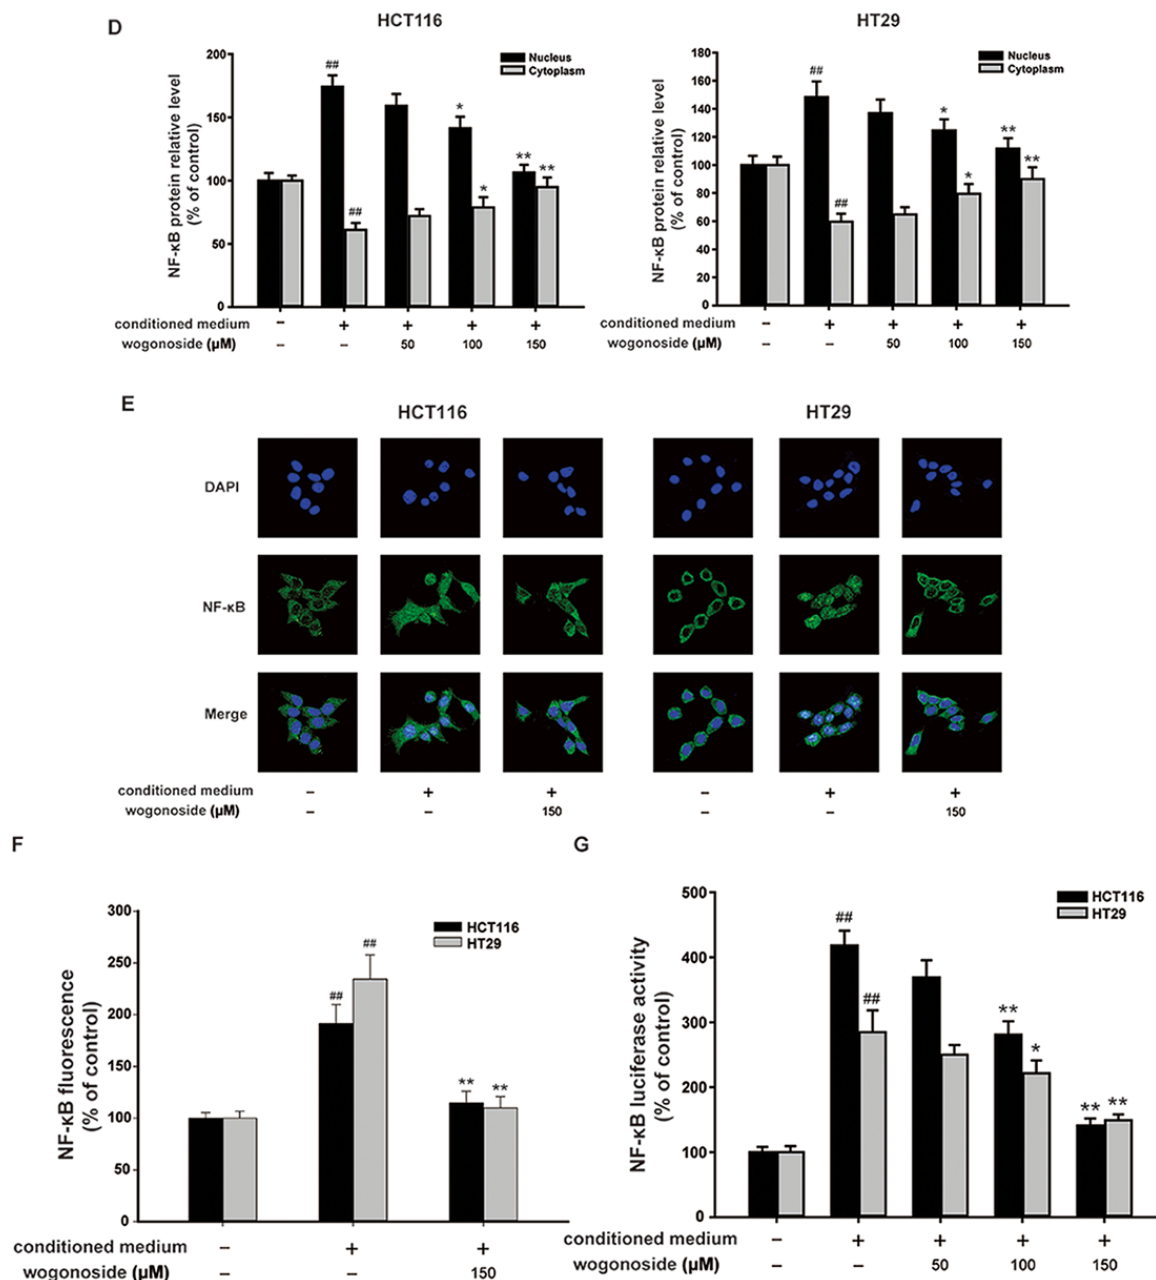 D
HCT116
200
150
100
50
0
NF-κB protein relative level
(% of control)
Nucleus
Cytoplasm
##
##
*
*
**
**
conditioned medium – + + + +
wogonoside (µM) – – 50 100 150
HT29
180
160
140
120
100
80
60
40
20
0
NF-κB protein relative level
(% of control)
Nucleus
Cytoplasm
##
##
*
*
**
**
conditioned medium – + + + +
wogonoside (µM) – – 50 100 150
E
HCT116 HT29
DAPI
NF-κB
Merge
conditioned medium – + + – + +
wogonoside (µM) – – 150 – – 150
F
300
250
200
150
100
50
0
NF-κB fluorescence
(% of control)
HCT116
HT29
##
##
** **
conditioned medium – + +
wogonoside (µM) – – 150
G
500
400
300
200
100
0
NF-κB luciferase activity
(% of control)
HCT116
HT29
##
##
**
*
** **
conditioned medium – + + + +
wogonoside (µM) – – 50 100 150